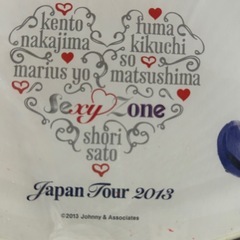 kento fuma
nakajima kikuchi
marius yo so
matsushima
Sexy Zone
shori
sato
Japan Tour 2013
©2013 Johnny & Associates